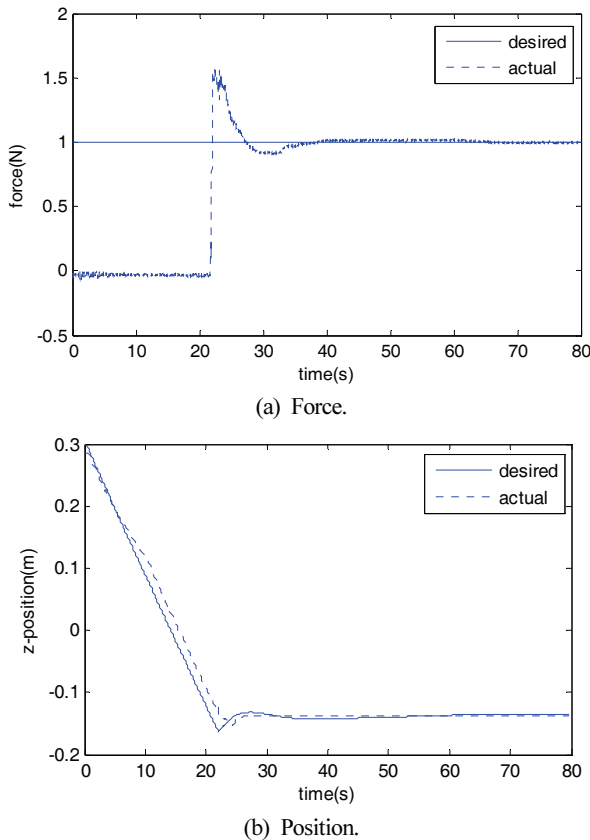 2
1.5
1
0.5
0
-0.5
force(N)
desired
actual
0 10 20 30 40 50 60 70 80
time(s)
(a) Force.
0.3
0.2
0.1
0
-0.1
-0.2
z-position(m)
desired
actual
0 10 20 30 40 50 60 70 80
time(s)
(b) Position.